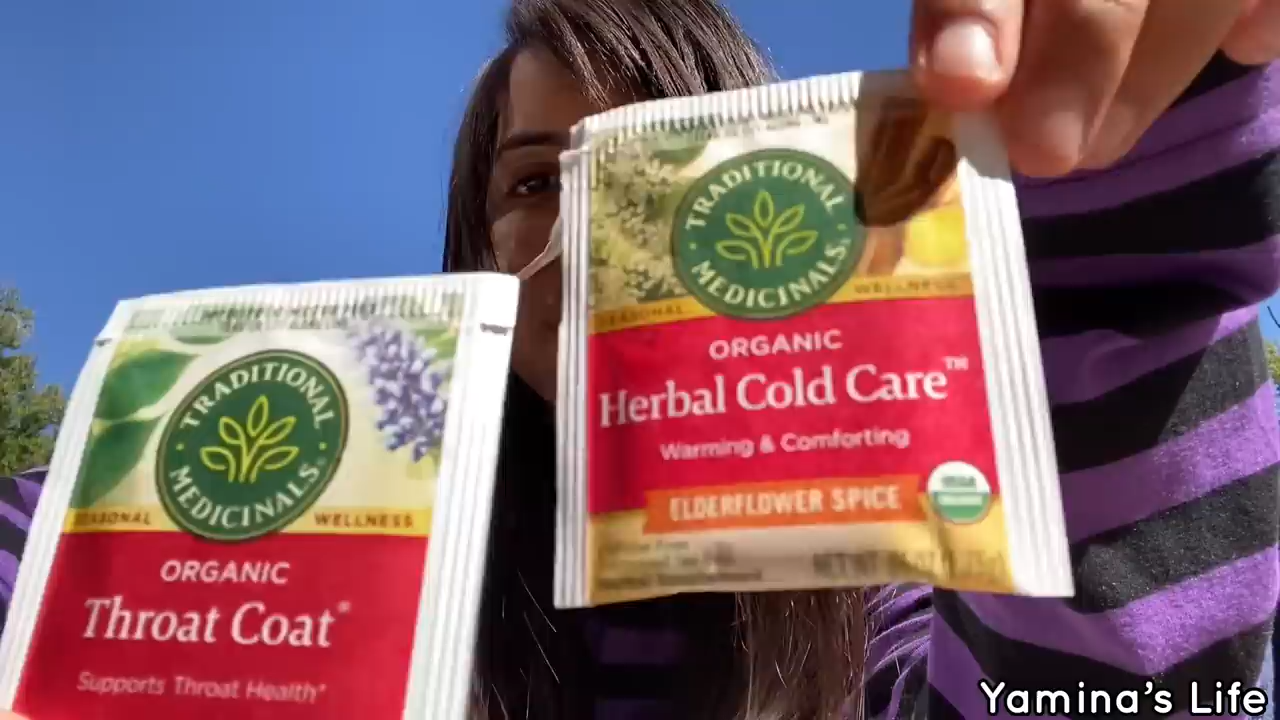 TRADITIONAL
MEDICINALS®
SEASONAL WELLNESS
ORGANIC
Throat Coat®
Supports Throat Health*
TRADITIONAL
MEDICINALS®
SEASONAL WELLNESS
ORGANIC
Herbal Cold Care™
Warming & Comforting
ELDERFLOWER SPICE
USDA
ORGANIC
Yamina's Life